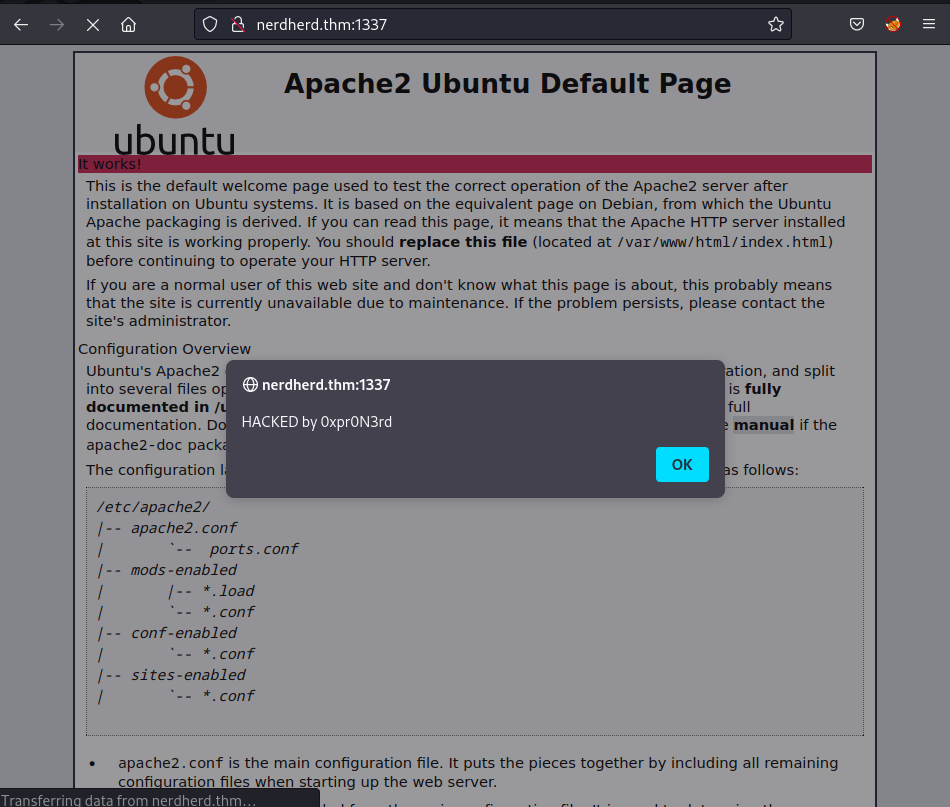 nerdherd.thm:1337
Apache2 Ubuntu Default Page
ubuntu
It works!
This is the default welcome page used to test the correct operation of the Apache2 server after
installation on Ubuntu systems. It is based on the equivalent page on Debian, from which the Ubuntu
Apache packaging is derived. If you can read this page, it means that the Apache HTTP server installed
at this site is working properly. You should replace this file (located at /var/www/html/index.html)
before continuing to operate your HTTP server.
If you are a normal user of this web site and don't know what this page is about, this probably means
that the site is currently unavailable due to maintenance. If the problem persists, please contact the
site's administrator.
Configuration Overview
Ubuntu's Apache2 ation, and split
into several files op is fully
documented in /u full
documentation. Do manual if the
apache2-doc packa
The configuration la as follows:
nerdherd.thm:1337
HACKED by 0xpr0N3rd
OK
/etc/apache2/
|-- apache2.conf
| `-- ports.conf
|-- mods-enabled
| |-- *.load
| `-- *.conf
|-- conf-enabled
| `-- *.conf
|-- sites-enabled
| `-- *.conf
• apache2.conf is the main configuration file. It puts the pieces together by including all remaining
configuration files when starting up the web server.
Transferring data from nerdherd.thm…